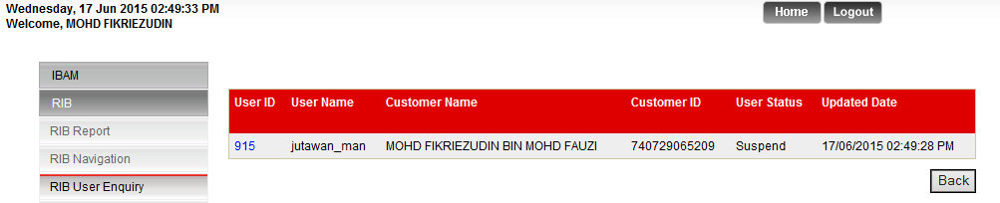 Wednesday, 17 Jun 2015 02:49:33 PM
Welcome, MOHD FIKRIEZUDIN
Home Logout
IBAM
RIB
RIB Report
RIB Navigation
RIB User Enquiry
User ID User Name Customer Name Customer ID User Status Updated Date
915 jutawan_man MOHD FIKRIEZUDIN BIN MOHD FAUZI 740729065209 Suspend 17/06/2015 02:49:28 PM
Back